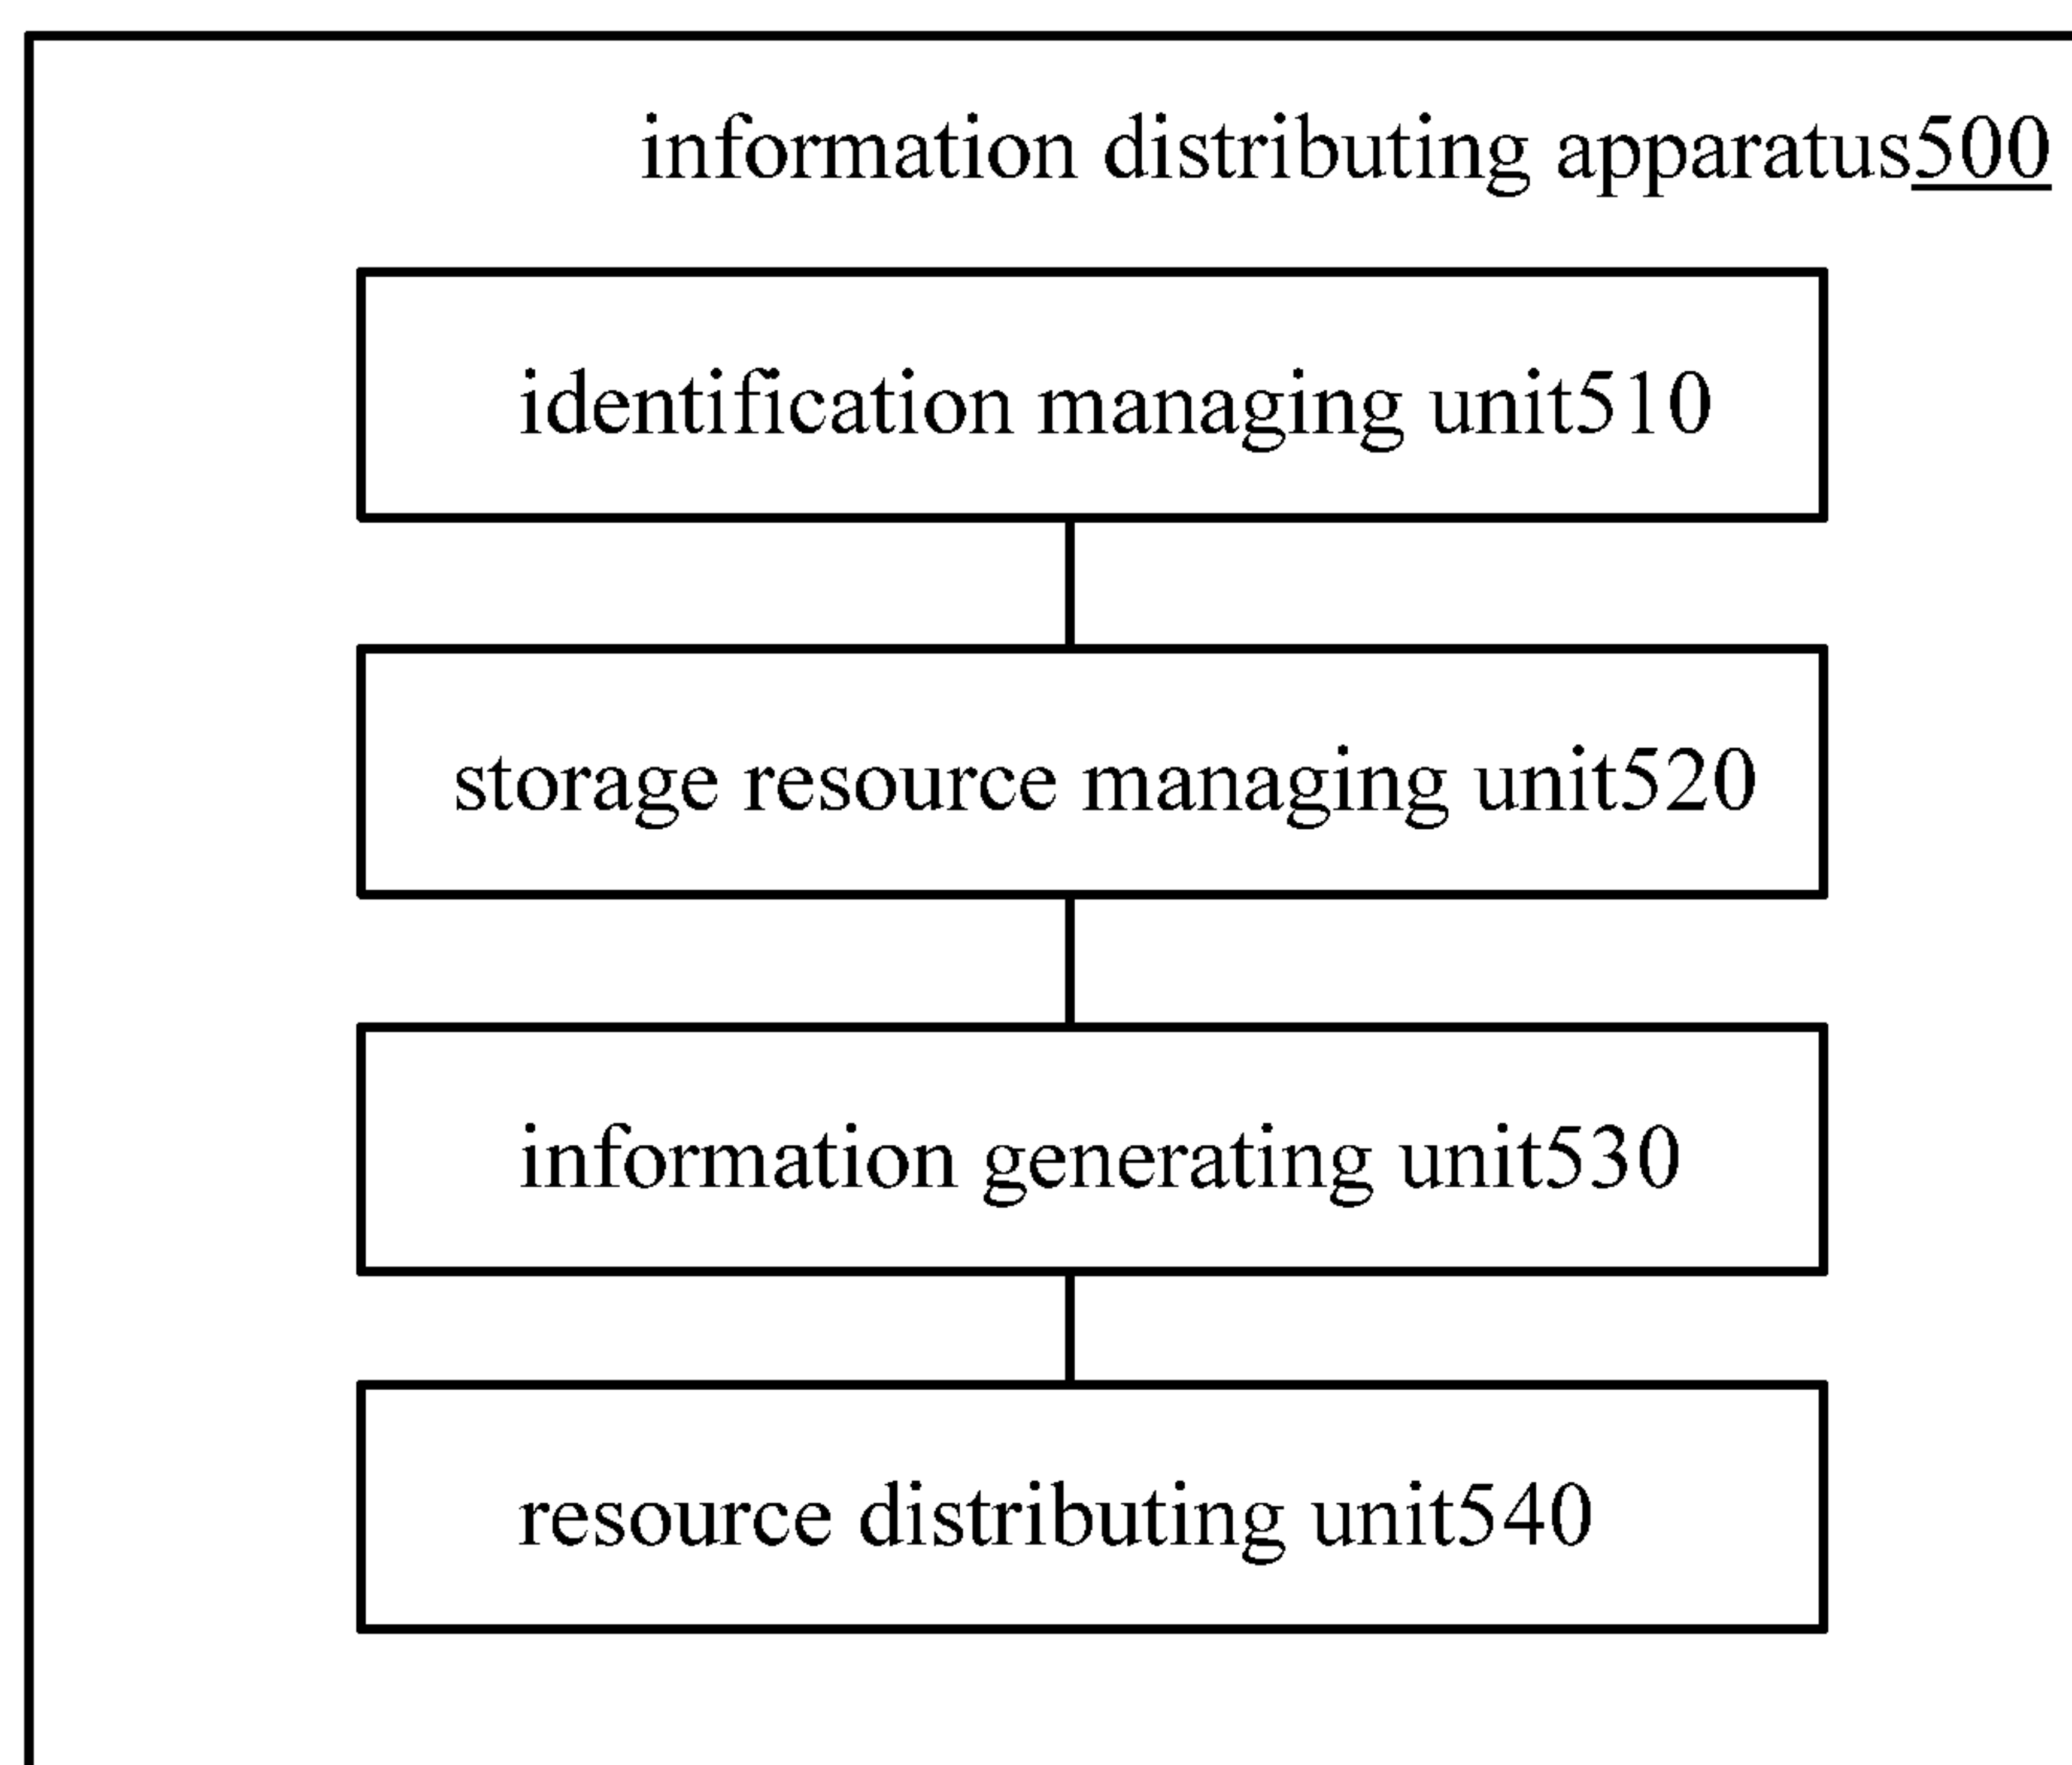 information distributing apparatus500
identification managing unit510
storage resource managing unit520
information generating unit530
resource distributing unit540